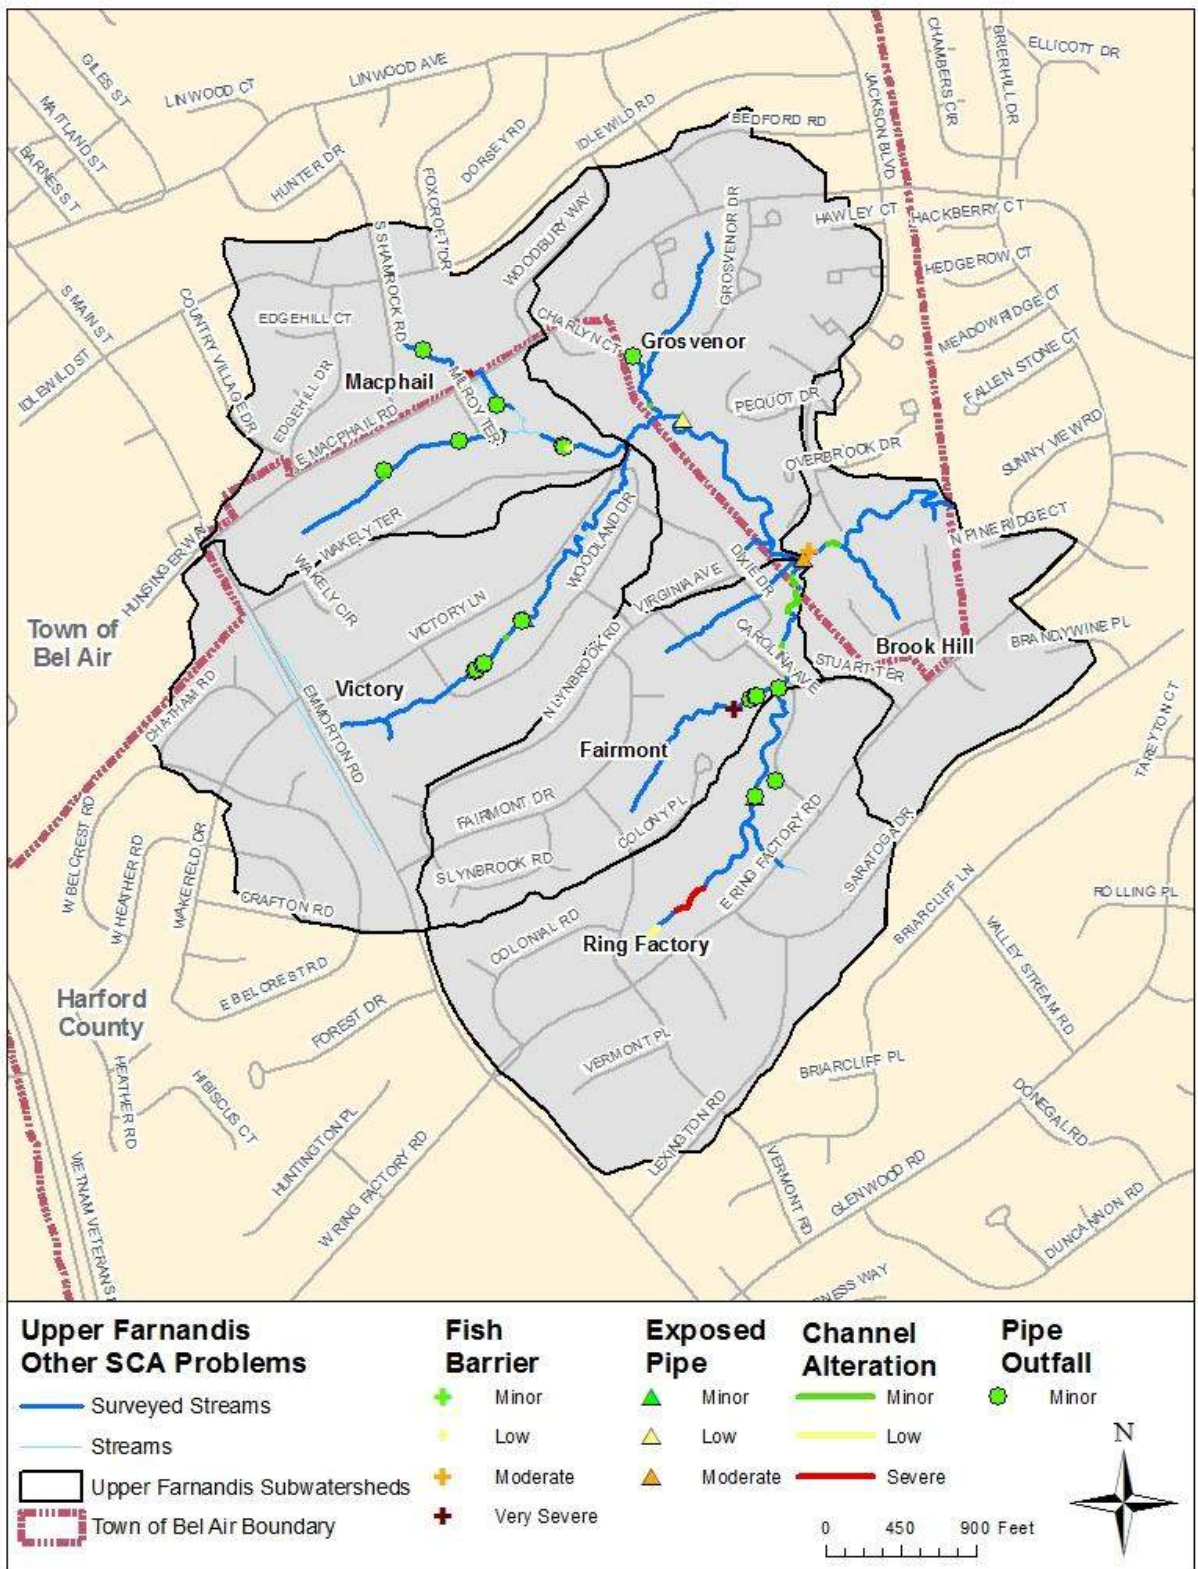 GILES ST
MAITLAND ST
BARNES ST
LINWOOD CT
LINWOOD AVE
HUNTER DR
DORSEY RD
FOXCROFT DR
IDLEWILD RD
BEDFORD RD
JACKSON BLVD
CHAMBERS CIR
BRIERHILL DR
ELLICOTT DR
HAWLEY CT
HACKBERRY CT
HEDGEROW CT
MEADOWRIDGE CT
FALLEN STONE CT
SUNNY VIEW RD
N PINE RIDGE CT
WOODBURY WAY
GROSVENOR DR
S SHAMROCK RD
S MAIN ST
IDLEWILD ST
COUNTRY VILLAGE DR
EDGEHILL CT
EDGEHILL DR
CHARLYN CT
Grosvenor
Macphail
MILROY TER
E MACPHAIL RD
PEQUOT DR
OVERBROOK DR
WAKELY TER
WAKELY CIR
HUNSINGER WAY
WOODLAND DR
DIXIE DR
VIRGINIA AVE
VICTORY LN
CAROLINA AVE
STUART TER
Brook Hill
BRANDYWINE PL
Town of
Bel Air
N LYNBROOK RD
Victory
CHATHAM RD
EMMORTON RD
Fairmont
FAIRMONT DR
COLONY PL
S LYNBROOK RD
E RING FACTORY RD
SARATOGA DR
TAREYTON CT
W BELCREST RD
W HEATHER RD
WAKEFIELD DR
CRAFTON RD
COLONIAL RD
Ring Factory
BRIARCLIFF LN
ROLLING PL
VALLEY STREAM RD
E BELCREST RD
Harford
County
FOREST DR
VERMONT PL
BRIARCLIFF PL
HEATHER RD
HIBISCUS CT
HUNTINGTON PL
W RING FACTORY RD
LEXINGTON RD
VERMONT RD
GLENWOOD RD
DONEGAL RD
DUNCANNON RD
VIETNAM VETERANS
NESS WAY
Upper Farnandis
Other SCA Problems
Surveyed Streams
Streams
Upper Farnandis Subwatersheds
Town of Bel Air Boundary
Fish
Barrier
Minor
Low
Moderate
Very Severe
Exposed
Pipe
Minor
Low
Moderate
Channel
Alteration
Minor
Low
Severe
Pipe
Outfall
Minor
N
0 450 900 Feet